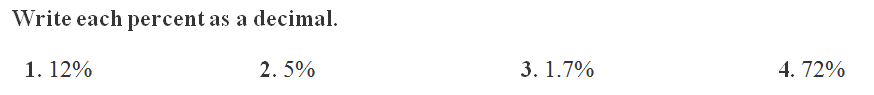 Write each percent as a decimal.
1. 12% 2. 5% 3. 1.7% 4. 72%